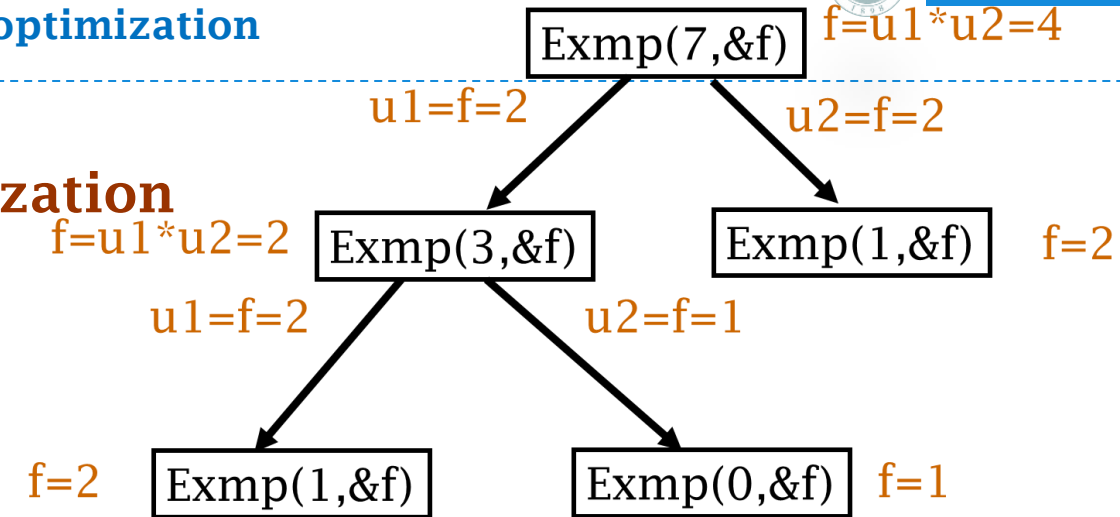 optimization
Exmp(7,&f)
f=u1*u2=4
u1=f=2
u2=f=2
zation
f=u1*u2=2
Exmp(3,&f)
Exmp(1,&f)
f=2
u1=f=2
u2=f=1
f=2
Exmp(1,&f)
Exmp(0,&f)
f=1
1898